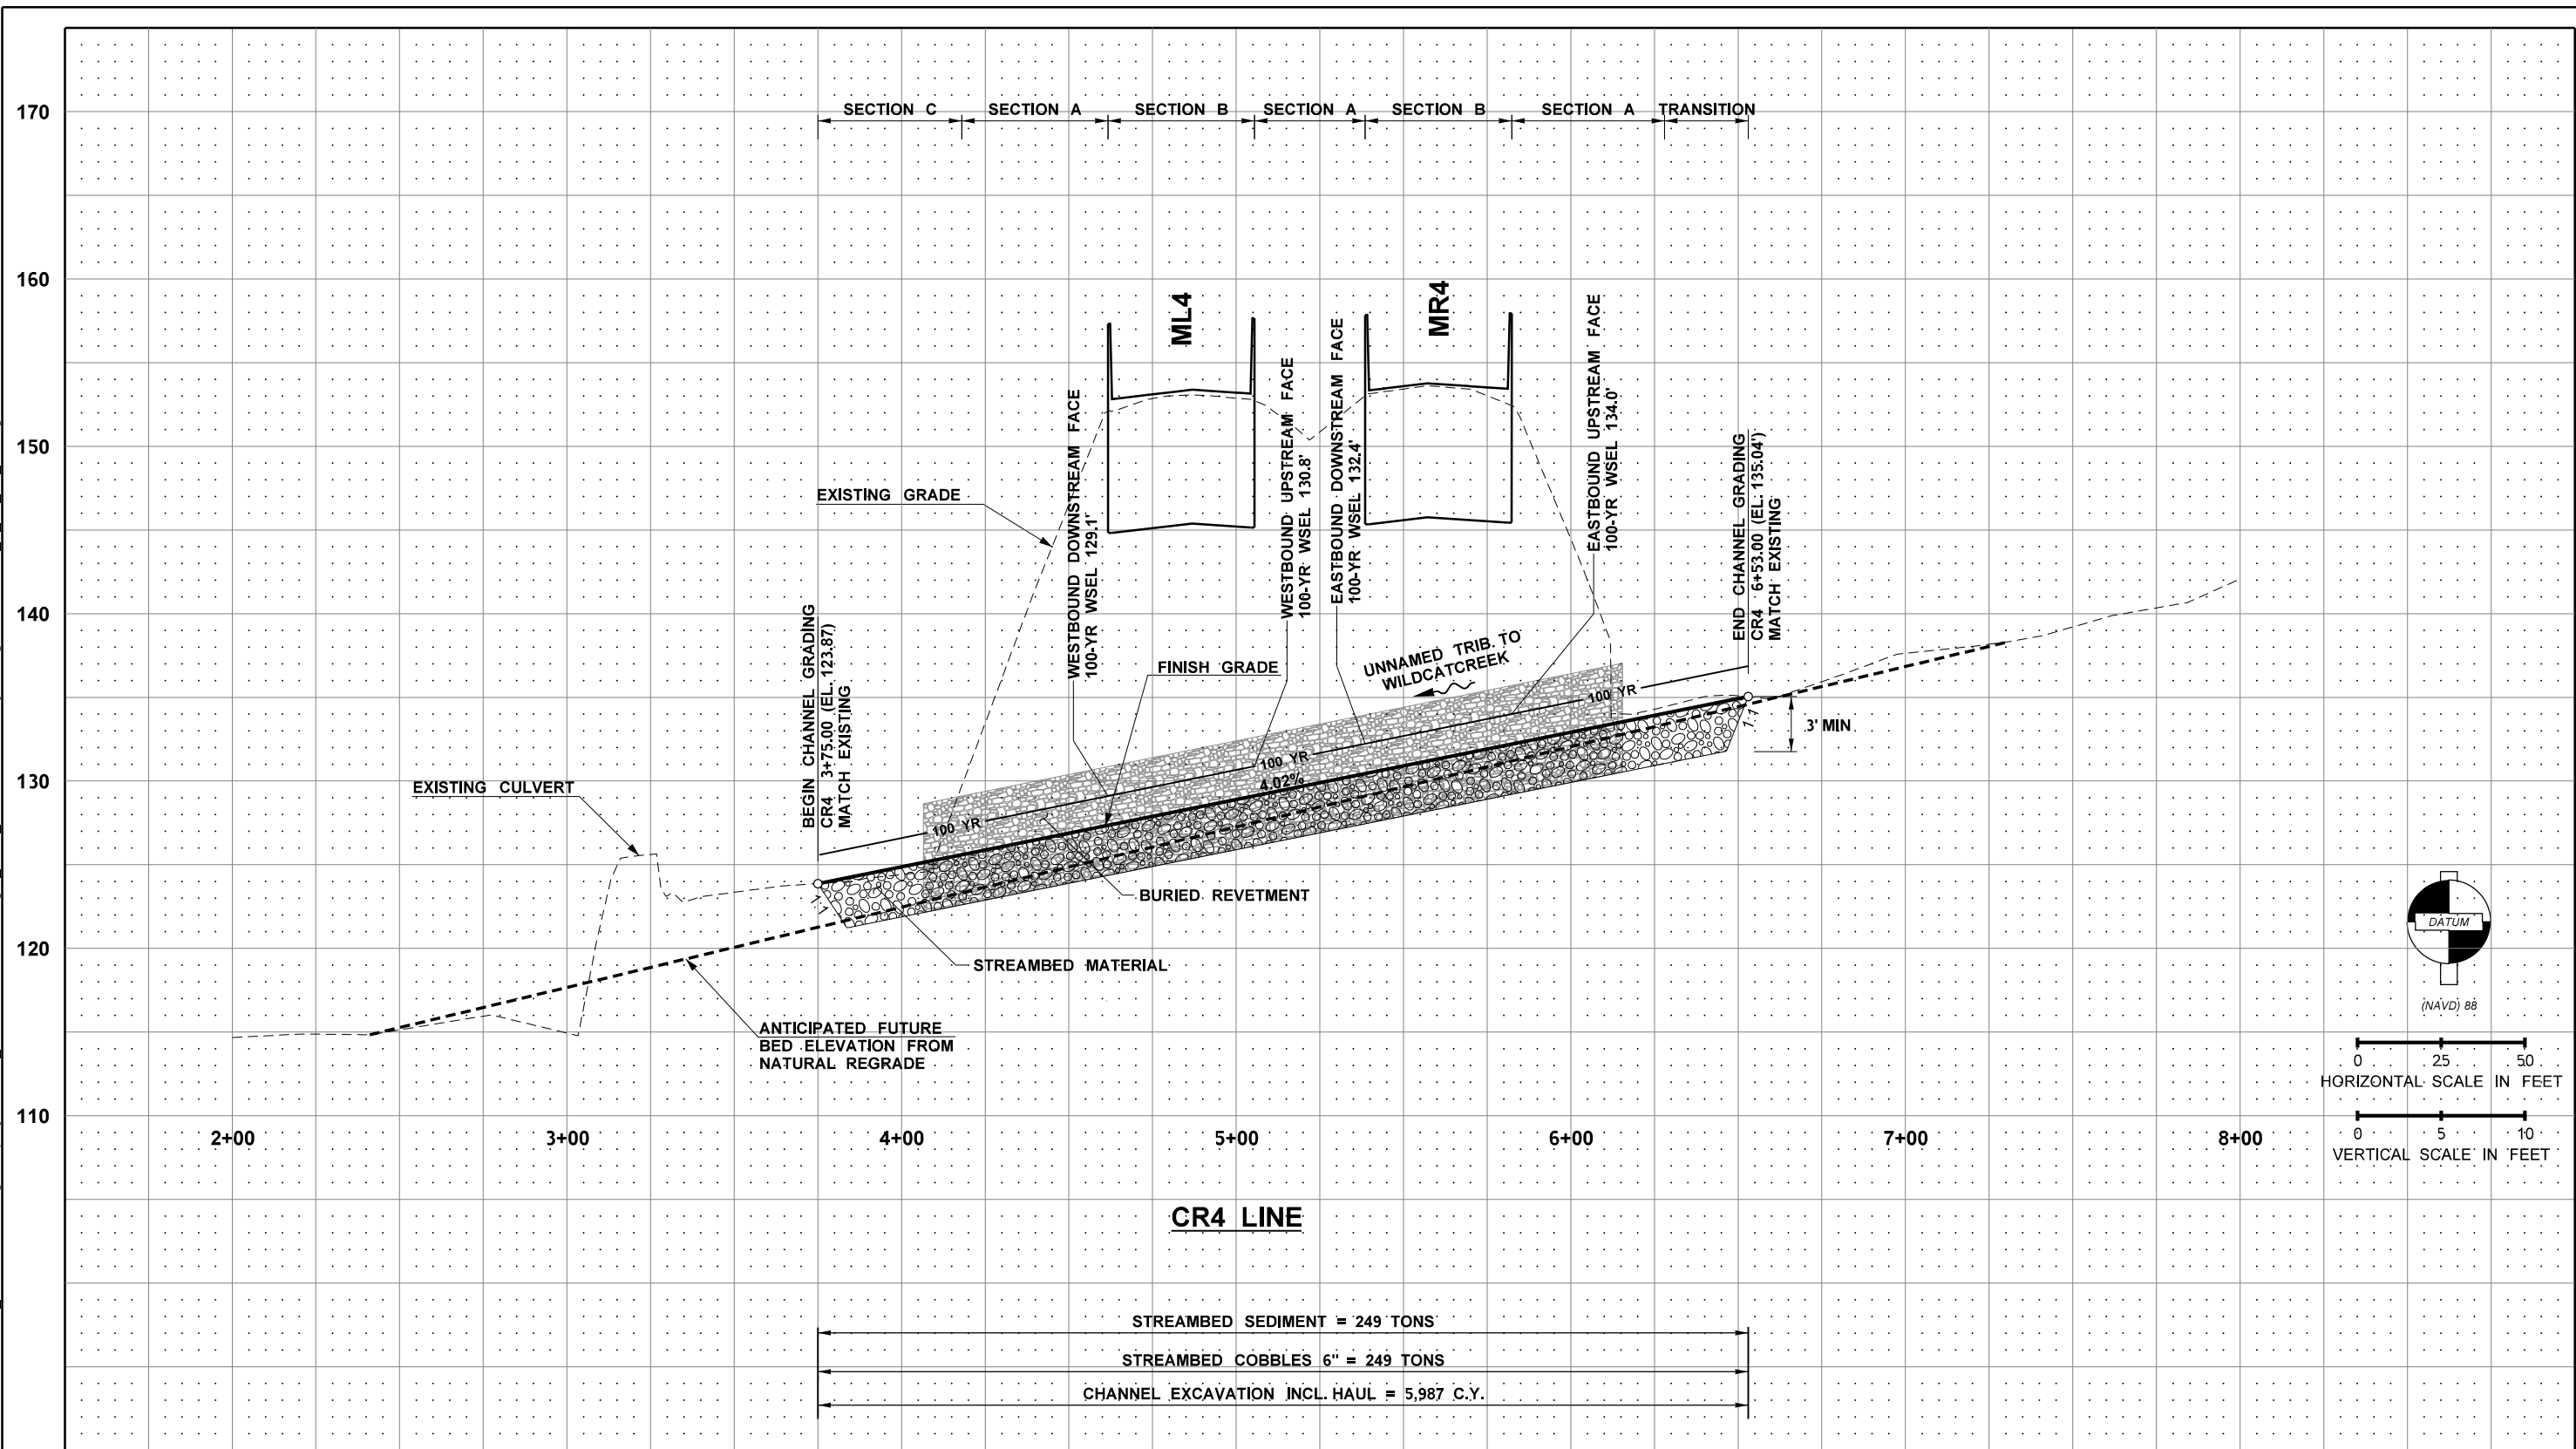 170
160
150
140
130
120
110
SECTION C
SECTION A
SECTION B
SECTION A
SECTION B
SECTION A
TRANSITION
ML4
MR4
EXISTING GRADE
WESTBOUND DOWNSTREAM FACE
100-YR WSEL 129.1'
WESTBOUND UPSTREAM FACE
100-YR WSEL 130.8'
EASTBOUND DOWNSTREAM FACE
100-YR WSEL 132.4'
EASTBOUND UPSTREAM FACE
100-YR WSEL 134.0'
BEGIN CHANNEL GRADING
CR4 3+75.00 (EL. 123.87)
MATCH EXISTING
END CHANNEL GRADING
CR4 6+53.00 (EL. 135.04')
MATCH EXISTING
FINISH GRADE
UNNAMED TRIB. TO
WILDCATCREEK
100 YR
100 YR
100 YR
4.02%
1:1
1:1
3' MIN
EXISTING CULVERT
BURIED REVETMENT
STREAMBED MATERIAL
ANTICIPATED FUTURE
BED ELEVATION FROM
NATURAL REGRADE
DATUM
(NAVD) 88
0 25 50
HORIZONTAL SCALE IN FEET
0 5 10
VERTICAL SCALE IN FEET
2+00
3+00
4+00
5+00
6+00
7+00
8+00
CR4 LINE
STREAMBED SEDIMENT = 249 TONS
STREAMBED COBBLES 6" = 249 TONS
CHANNEL EXCAVATION INCL. HAUL = 5,987 C.Y.